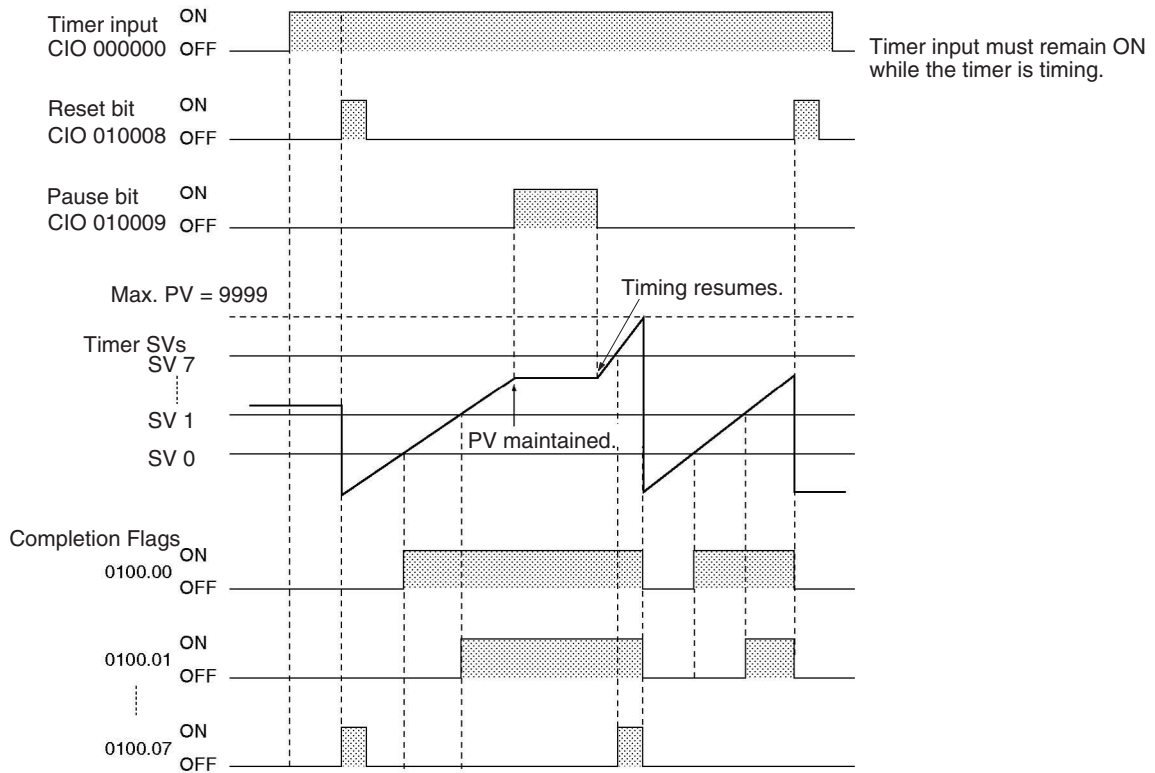 Timer input ON
CIO 000000 OFF
Timer input must remain ON
while the timer is timing.
Reset bit ON
CIO 010008 OFF
Pause bit ON
CIO 010009 OFF
Max. PV = 9999
Timing resumes.
Timer SVs
SV 7
SV 1
PV maintained.
SV 0
Completion Flags
ON
0100.00
OFF
ON
0100.01
OFF
ON
0100.07
OFF